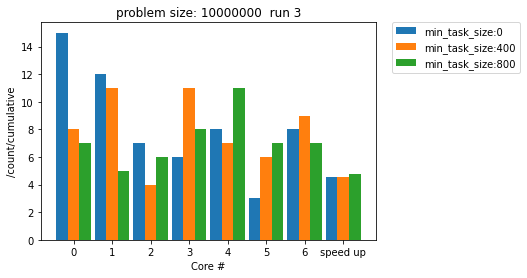 problem size: 10000000  run 3
min_task_size:0
min_task_size:400
min_task_size:800
/count/cumulative
14
12
10
8
6
4
2
0
0 1 2 3 4 5 6 speed up
Core #